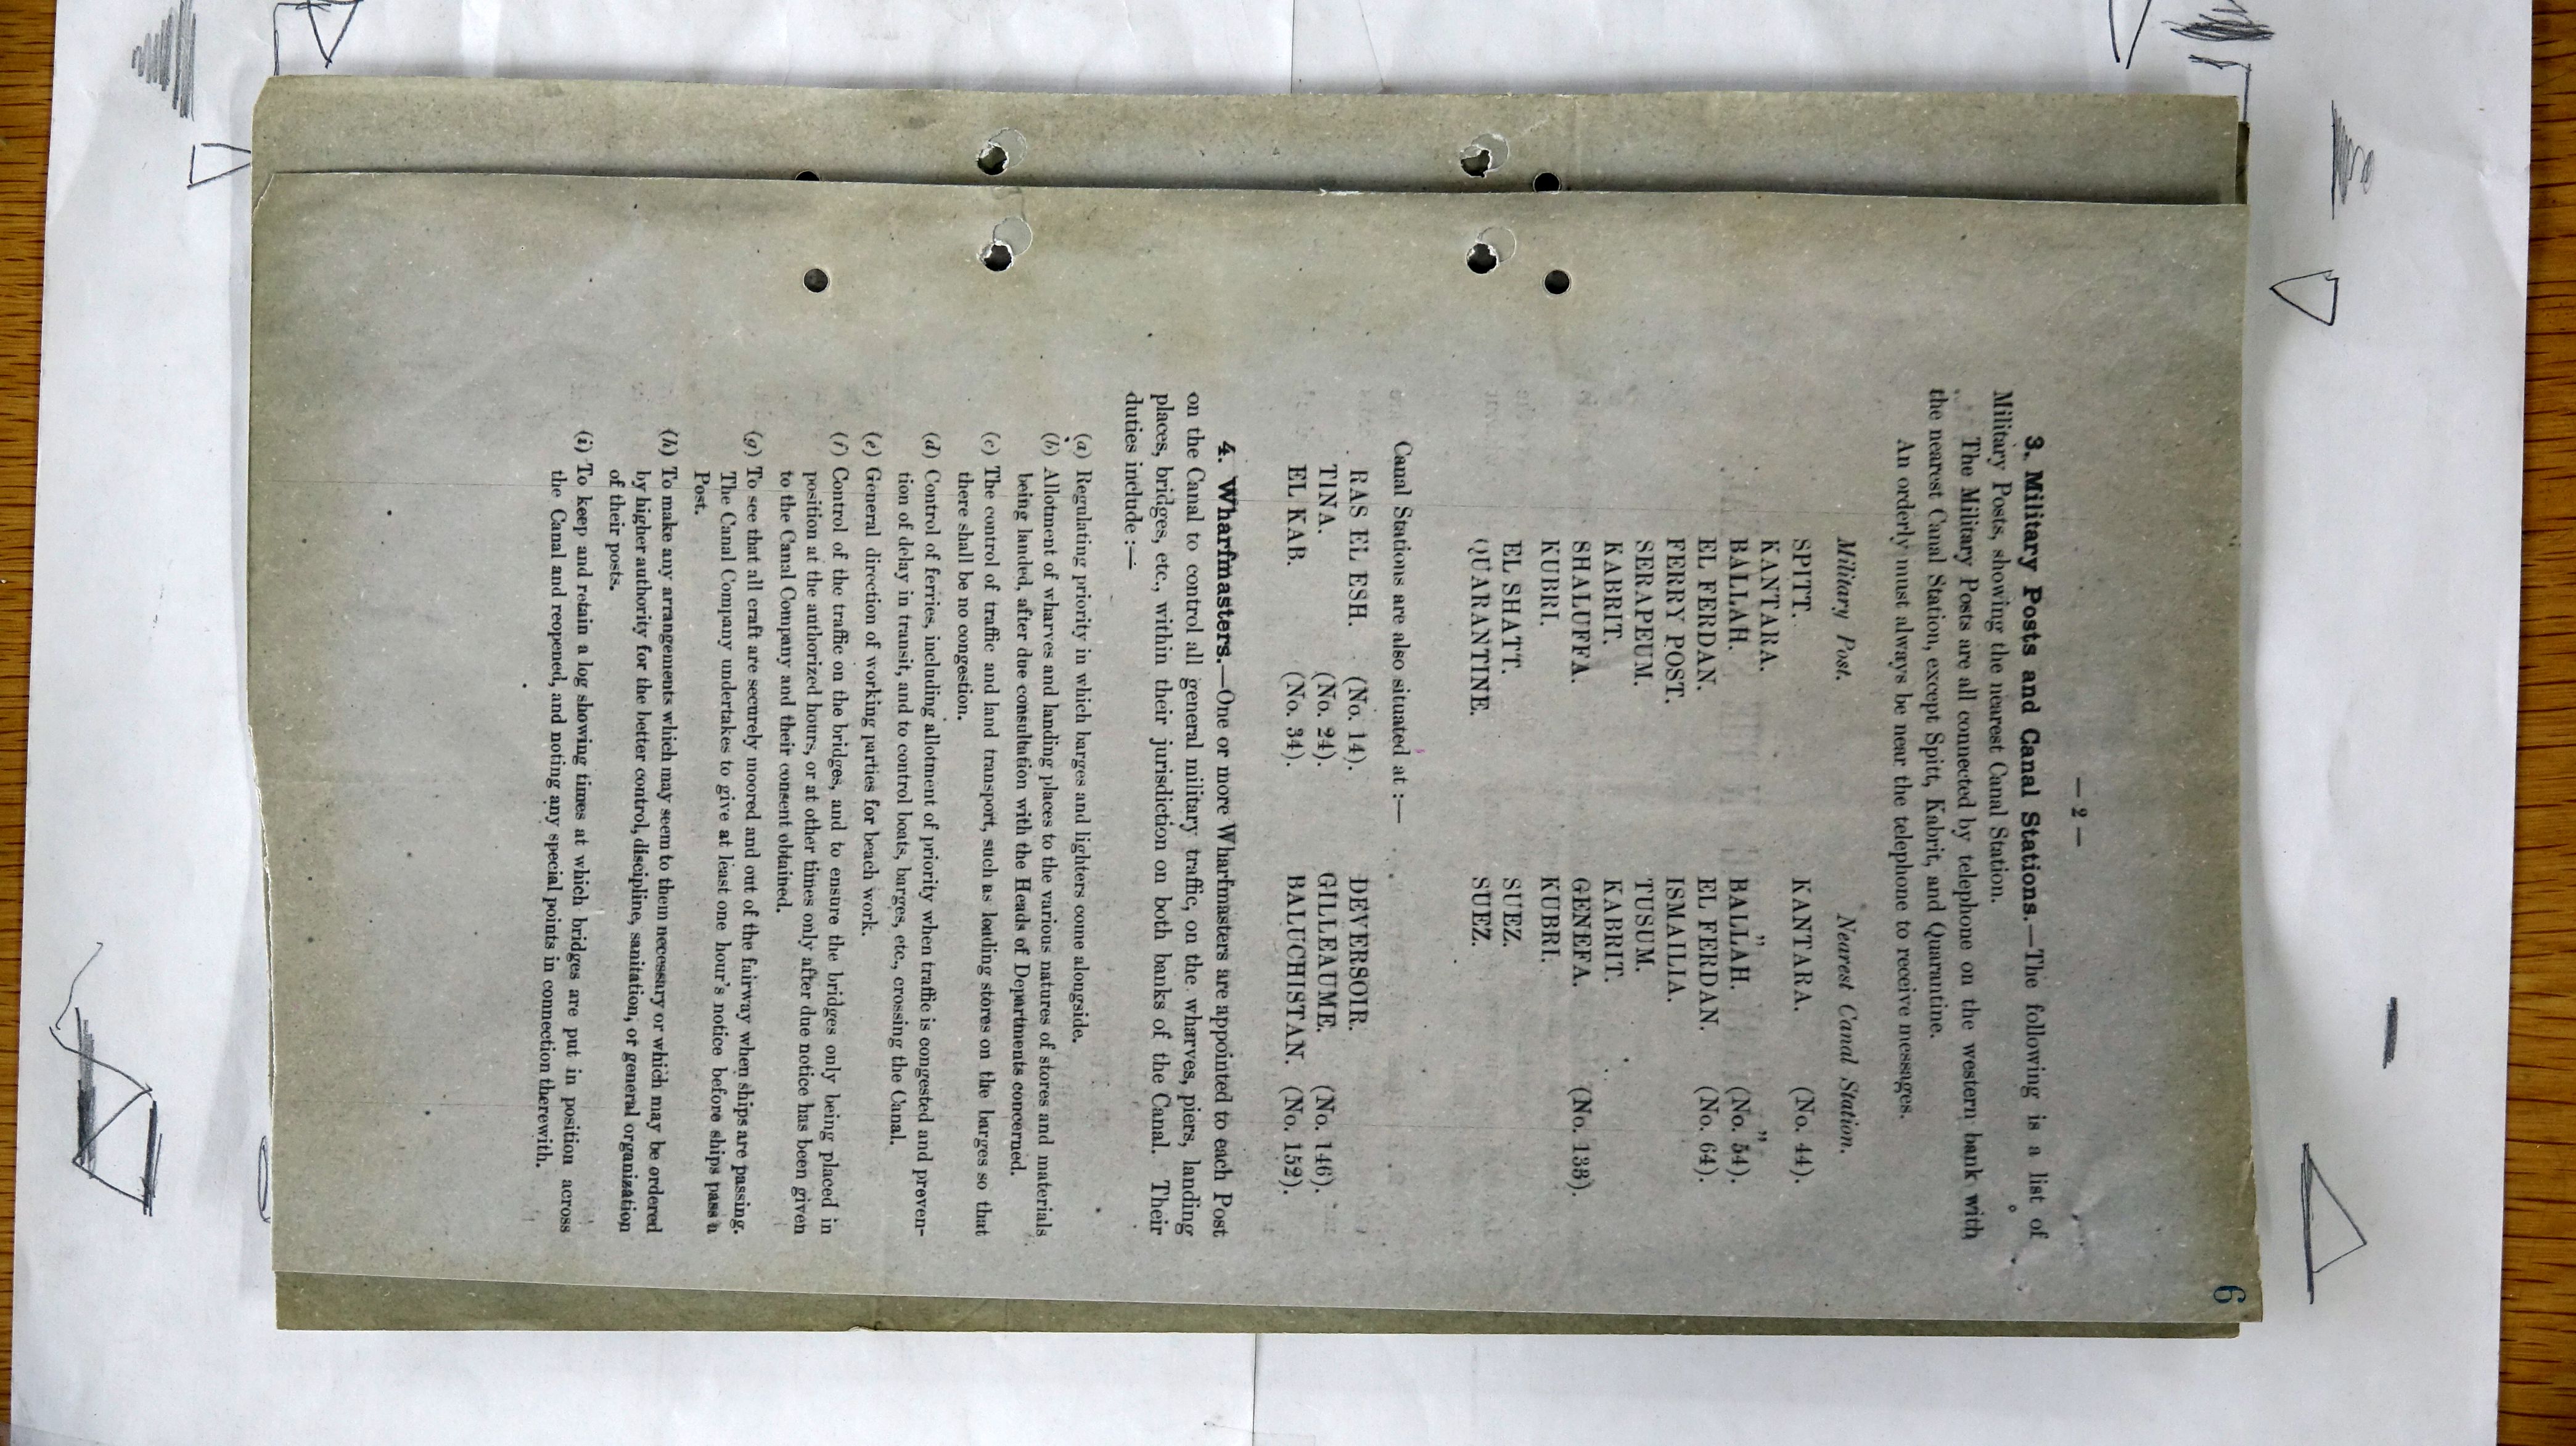 6
— 2 —
3. Military Posts and Canal Stations.—The following is a list of
Military Posts, showing the nearest Canal Station.
The Military Posts are all connected by telephone on the western bank with
the nearest Canal Station, except Spitt, Kabrit, and Quarantine.
An orderly must always be near the telephone to receive messages.
Military Post. Nearest Canal Station.
SPITT. KANTARA. (No. 44).
KANTARA. ,, ,,
BALLAH. BALLAH. (No. 54).
EL FERDAN. EL FERDAN. (No. 64).
FERRY POST. ISMAILIA.
SERAPEUM. TUSUM.
KABRIT. KABRIT.
SHALUFFA. GENEFA. (No. 133).
KUBRI. KUBRI.
EL SHATT. SUEZ.
QUARANTINE. SUEZ.
Canal Stations are also situated at :—
RAS EL ESH. (No. 14). DEVERSOIR.
TINA. (No. 24). GILLEAUME. (No. 146).
EL KAB. (No. 34). BALUCHISTAN. (No. 152).
4. Wharfmasters.—One or more Wharfmasters are appointed to each Post
on the Canal to control all general military traffic, on the wharves, piers, landing
places, bridges, etc., within their jurisdiction on both banks of the Canal. Their
duties include :—
(a) Regulating priority in which barges and lighters come alongside.
(b) Allotment of wharves and landing places to the various natures of stores and materials
being landed, after due consultation with the Heads of Departments concerned.
(c) The control of traffic and land transport, such as loading stores on the barges so that
there shall be no congestion.
(d) Control of ferries, including allotment of priority when traffic is congested and preven-
tion of delay in transit, and to control boats, barges, etc., crossing the Canal.
(e) General direction of working parties for beach work.
(f) Control of the traffic on the bridges, and to ensure the bridges only being placed in
position at the authorized hours, or at other times only after due notice has been given
to the Canal Company and their consent obtained.
(g) To see that all craft are securely moored and out of the fairway when ships are passing.
The Canal Company undertakes to give at least one hour's notice before ships pass a
Post.
(h) To make any arrangements which may seem to them necessary or which may be ordered
by higher authority for the better control, discipline, sanitation, or general organization
of their posts.
(i) To keep and retain a log showing times at which bridges are put in position across
the Canal and reopened, and noting any special points in connection therewith.